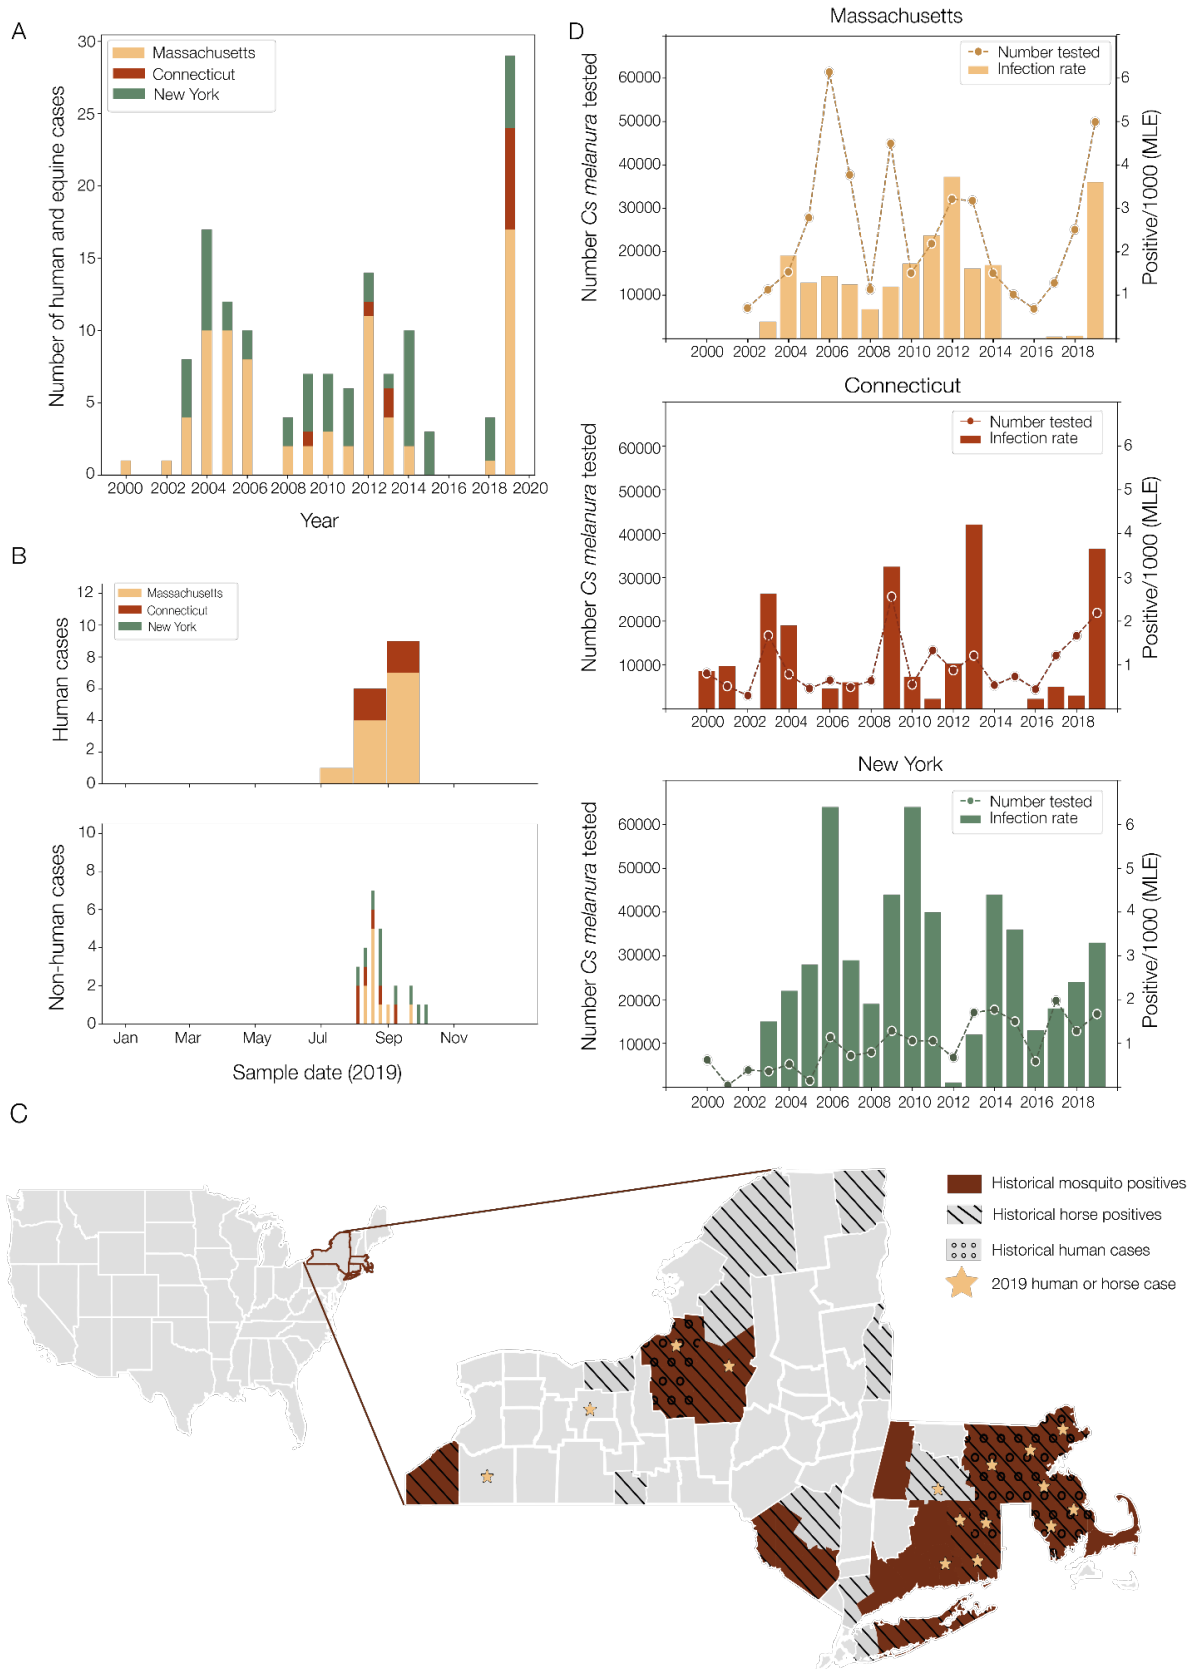 A
Number of human and equine cases
30
25
20
15
10
5
0
Massachusetts
Connecticut
New York
2000 2002 2004 2006 2008 2010 2012 2014 2016 2018 2020
Year
B
Human cases
12
10
8
6
4
2
0
Massachusetts
Connecticut
New York
Non-human cases
10
8
6
4
2
0
Jan Mar May Jul Sep Nov
Sample date (2019)
D
Massachusetts
Number Cs melanura tested
60000
50000
40000
30000
20000
10000
Number tested
Infection rate
6
5
4
3
2
1
Positive/1000 (MLE)
2000 2002 2004 2006 2008 2010 2012 2014 2016 2018
Connecticut
Number Cs melanura tested
60000
50000
40000
30000
20000
10000
Number tested
Infection rate
6
5
4
3
2
1
Positive/1000 (MLE)
2000 2002 2004 2006 2008 2010 2012 2014 2016 2018
New York
Number Cs melanura tested
60000
50000
40000
30000
20000
10000
Number tested
Infection rate
6
5
4
3
2
1
Positive/1000 (MLE)
2000 2002 2004 2006 2008 2010 2012 2014 2016 2018
C
Historical mosquito positives
Historical horse positives
Historical human cases
2019 human or horse case